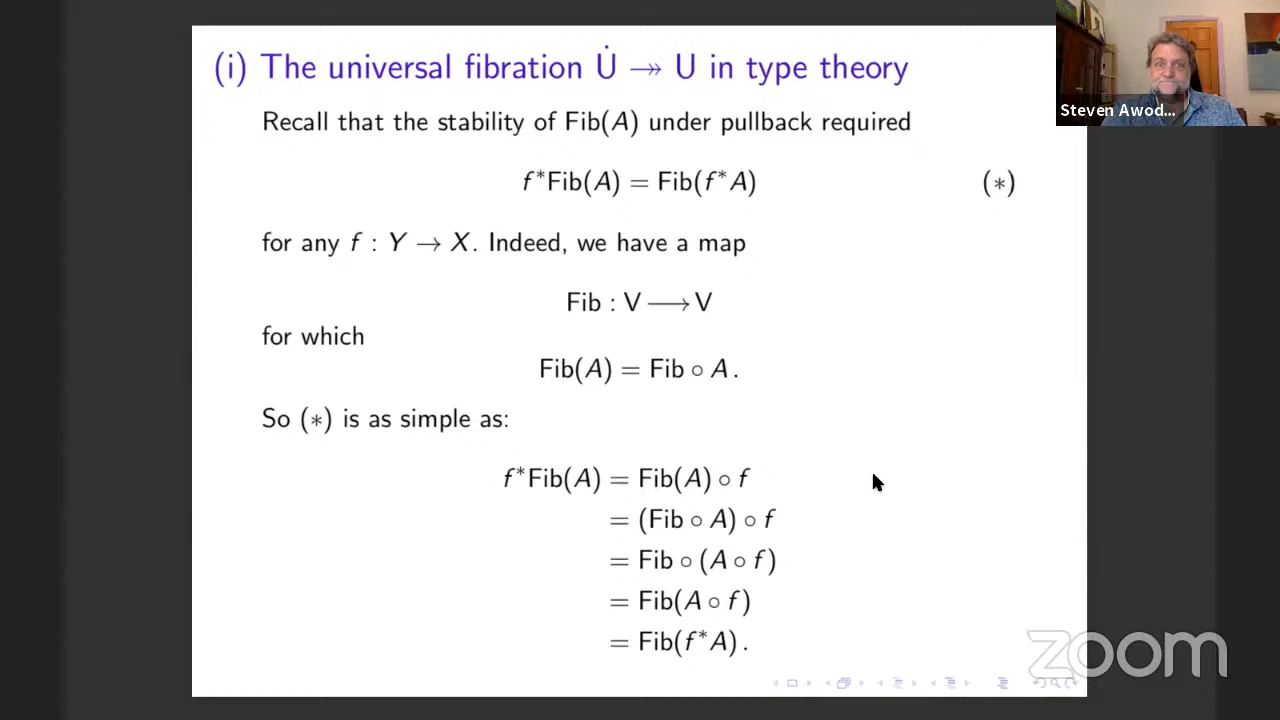 (i) The universal fibration U̇ ↠ U in type theory
Recall that the stability of Fib(A) under pullback required
f*Fib(A) = Fib(f*A) (∗)
for any f : Y → X. Indeed, we have a map
Fib : V ⟶ V
for which
Fib(A) = Fib ∘ A .
So (∗) is as simple as:
f*Fib(A) = Fib(A) ∘ f
= (Fib ∘ A) ∘ f
= Fib ∘ (A ∘ f)
= Fib(A ∘ f)
= Fib(f*A) .
Steven Awod...
zoom